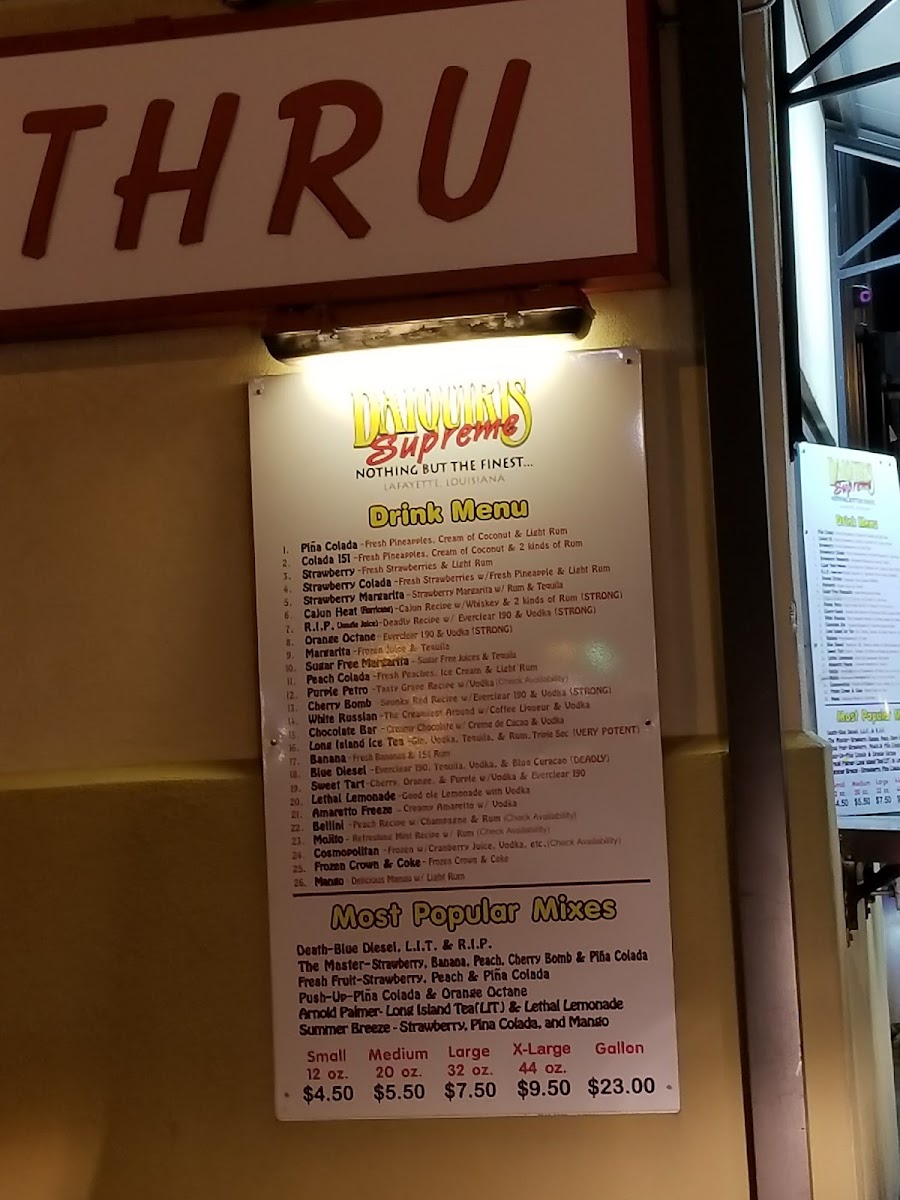 THRU
DAIQUIRIS
Supreme
NOTHING BUT THE FINEST...
LAFAYETTE, LOUISIANA
Drink Menu
1. Piña Colada - Fresh Pineapples, Cream of Coconut & Light Rum
2. Colada 151 - Fresh Pineapples, Cream of Coconut & 2 kinds of Rum
3. Strawberry - Fresh Strawberries & Light Rum
4. Strawberry Colada - Fresh Strawberries w/Fresh Pineapple & Light Rum
5. Strawberry Margarita - Strawberry Margarita w/ Rum & Tequila
6. Cajun Heat (Hurricane) - Cajun Recipe w/Whiskey & 2 kinds of Rum (STRONG)
7. R.I.P. (Jungle Juice) - Deadly Recipe w/ Everclear 190 & Vodka (STRONG)
8. Orange Octane - Everclear 190 & Vodka (STRONG)
9. Margarita - Frozen Juice & Tequila
10. Sugar Free Margarita - Sugar Free Juices & Tequila
11. Peach Colada - Fresh Peaches, Ice Cream & Light Rum
12. Purple Petro - Tasty Grape Recipe w/Vodka (Check Availability)
13. Cherry Bomb - Spunky Red Recipe w/Everclear 190 & Vodka (STRONG)
14. White Russian - The Creamiest Around w/Coffee Liqueur & Vodka
15. Chocolate Bar - Creamy Chocolate w/ Creme de Cacao & Vodka
16. Long Island Ice Tea - Gin, Vodka, Tequila, & Rum, Triple Sec (VERY POTENT)
17. Banana - Fresh Bananas & 151 Rum
18. Blue Diesel - Everclear 190, Tequila, Vodka, & Blue Curacao (DEADLY)
19. Sweet Tart - Cherry, Orange, & Purple w/Vodka & Everclear 190
20. Lethal Lemonade - Good ole Lemonade with Vodka
21. Amaretto Freeze - Creamy Amaretto w/ Vodka
22. Bellini - Peach Recipe w/Champagne & Rum (Check Availability)
23. Mojito - Refreshing Mint Recipe w/ Rum (Check Availability)
24. Cosmopolitan - Frozen w/Cranberry Juice, Vodka, etc. (Check Availability)
25. Frozen Crown & Coke - Frozen Crown & Coke
26. Mango - Delicious Mango w/ Light Rum
Most Popular Mixes
Death-Blue Diesel, L.I.T. & R.I.P.
The Master-Strawberry, Banana, Peach, Cherry Bomb & Piña Colada
Fresh Fruit-Strawberry, Peach & Piña Colada
Push-Up-Piña Colada & Orange Octane
Arnold Palmer- Long Island Tea(LIT) & Lethal Lemonade
Summer Breeze - Strawberry, Pina Colada, and Mango
Small Medium Large X-Large Gallon
12 oz. 20 oz. 32 oz. 44 oz.
$4.50 $5.50 $7.50 $9.50 $23.00
DAIQUIRIS
Supreme
Drink Menu
Most Popular